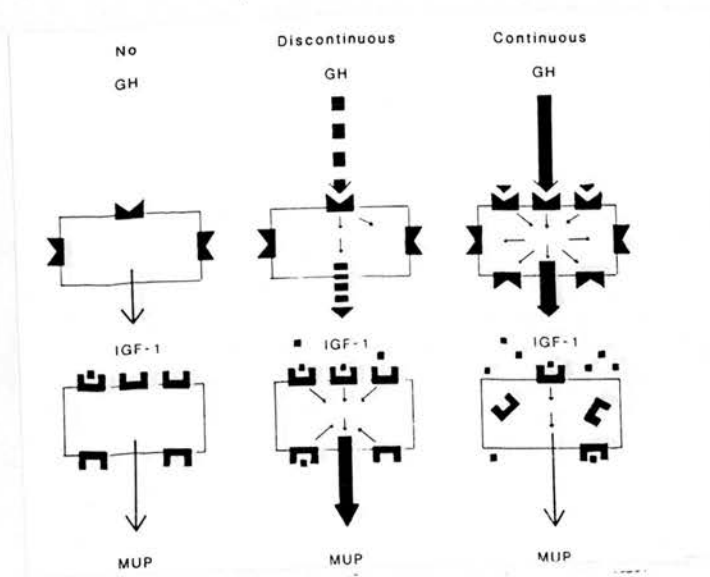 No
GH
Discontinuous
GH
Continuous
GH
IGF-1
IGF-1
IGF-1
MUP
MUP
MUP